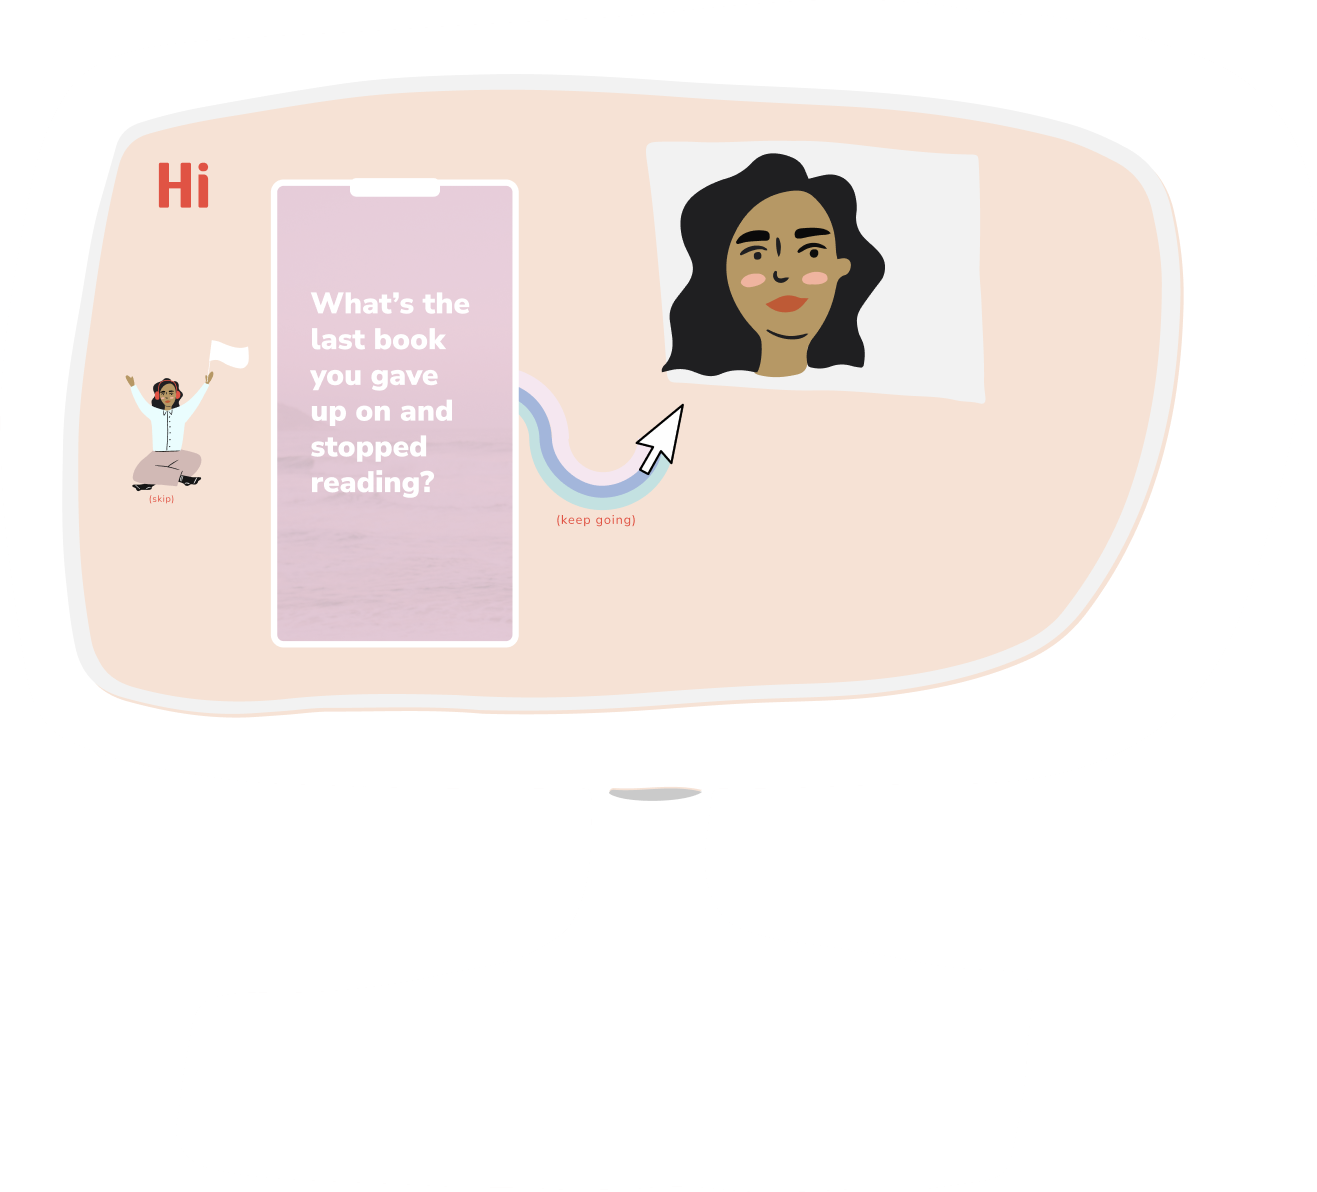 Hi
What’s the
last book
you gave
up on and
stopped
reading?
(skip)
(keep going)